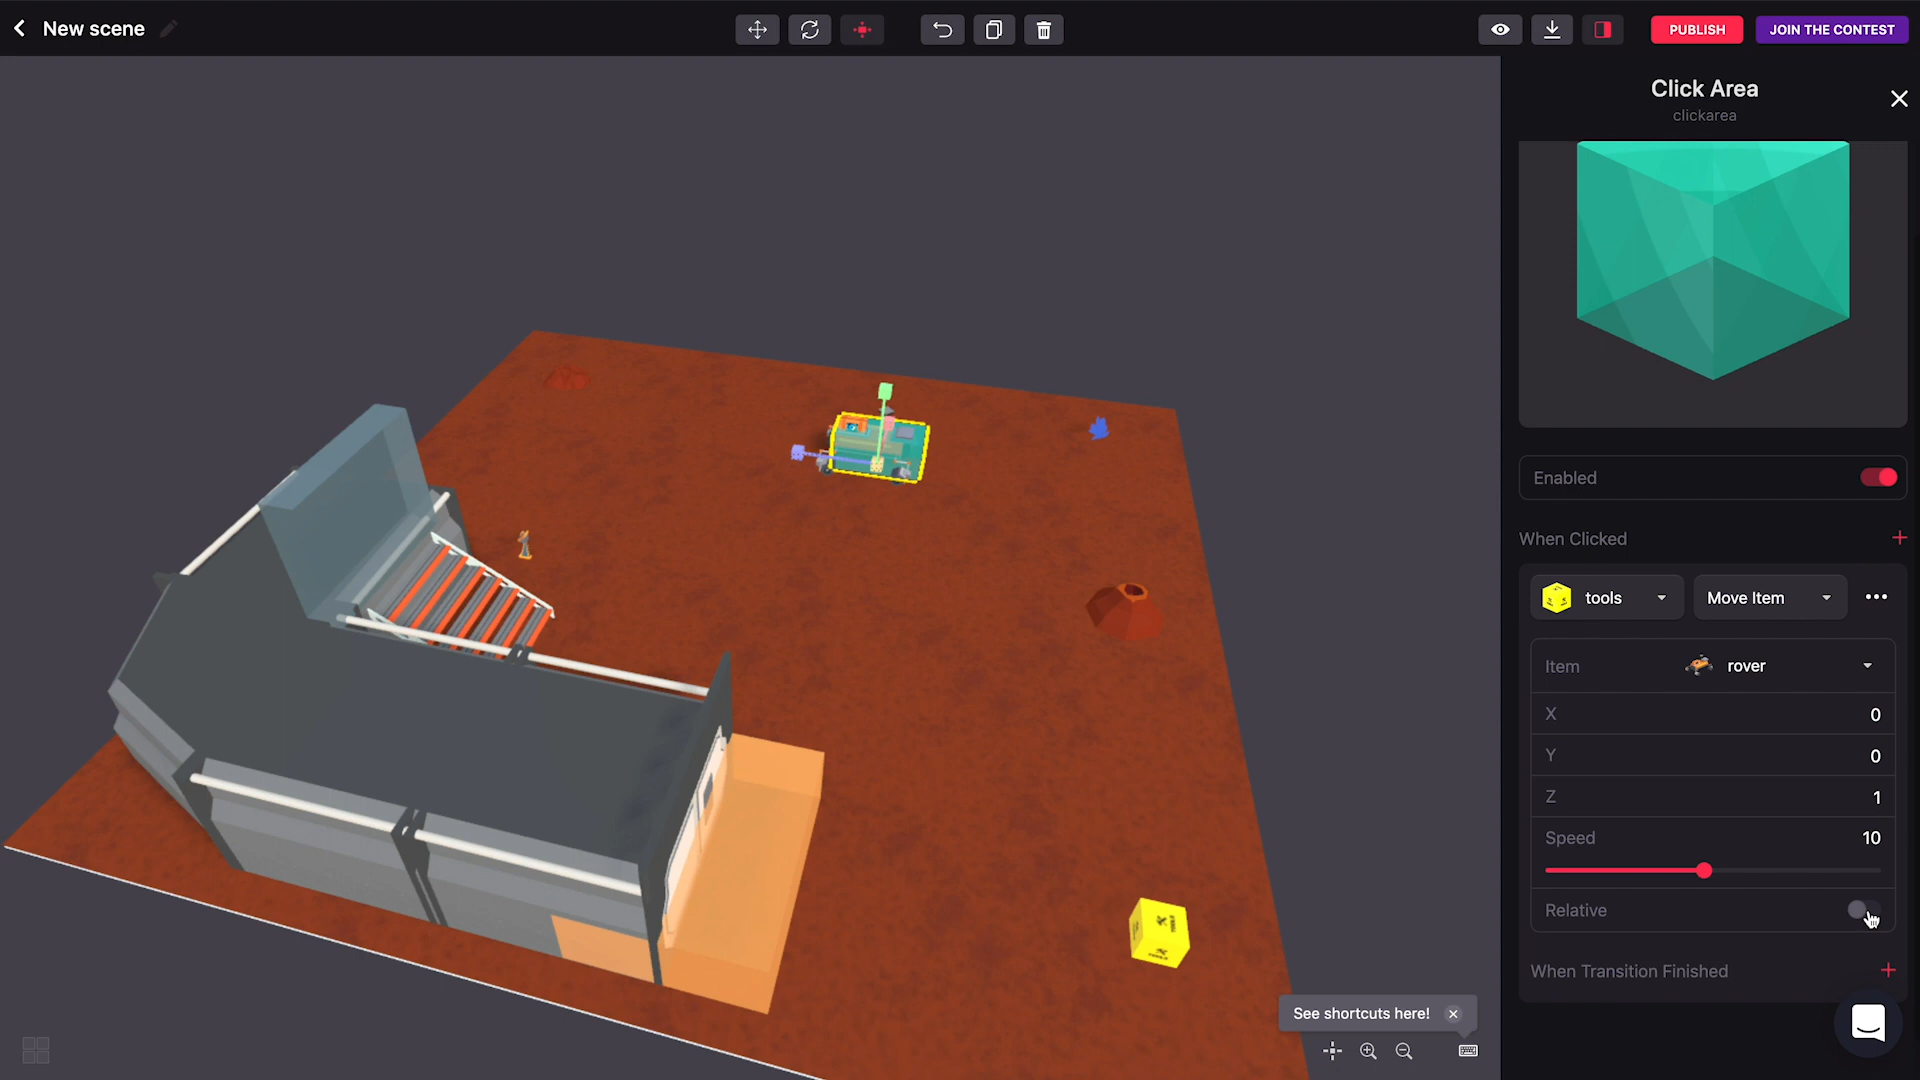 New scene
PUBLISH
JOIN THE CONTEST
Click Area
clickarea
Enabled
When Clicked
tools
Move Item
Item
rover
X
0
Y
0
Z
1
Speed
10
Relative
When Transition Finished
See shortcuts here!